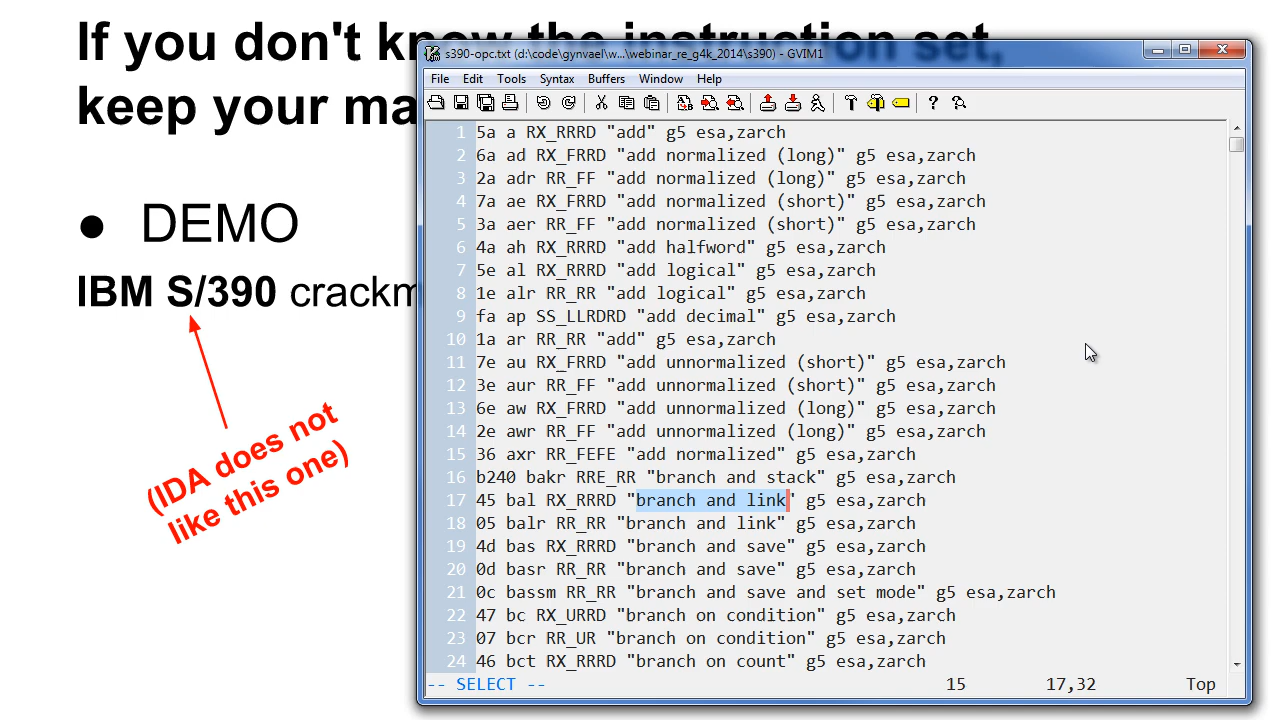 If you don't know the instruction set,
keep your ma
● DEMO
IBM S/390 crackm
(IDA does not
like this one)
s390-opc.txt (d:\code\gynvael\w...\webinar_re_g4k_2014\s390) - GVIM1
File Edit Tools Syntax Buffers Window Help
1 5a a RX_RRRD "add" g5 esa,zarch
2 6a ad RX_FRRD "add normalized (long)" g5 esa,zarch
3 2a adr RR_FF "add normalized (long)" g5 esa,zarch
4 7a ae RX_FRRD "add normalized (short)" g5 esa,zarch
5 3a aer RR_FF "add normalized (short)" g5 esa,zarch
6 4a ah RX_RRRD "add halfword" g5 esa,zarch
7 5e al RX_RRRD "add logical" g5 esa,zarch
8 1e alr RR_RR "add logical" g5 esa,zarch
9 fa ap SS_LLRDRD "add decimal" g5 esa,zarch
10 1a ar RR_RR "add" g5 esa,zarch
11 7e au RX_FRRD "add unnormalized (short)" g5 esa,zarch
12 3e aur RR_FF "add unnormalized (short)" g5 esa,zarch
13 6e aw RX_FRRD "add unnormalized (long)" g5 esa,zarch
14 2e awr RR_FF "add unnormalized (long)" g5 esa,zarch
15 36 axr RR_FEFE "add normalized" g5 esa,zarch
16 b240 bakr RRE_RR "branch and stack" g5 esa,zarch
17 45 bal RX_RRRD "branch and link" g5 esa,zarch
18 05 balr RR_RR "branch and link" g5 esa,zarch
19 4d bas RX_RRRD "branch and save" g5 esa,zarch
20 0d basr RR_RR "branch and save" g5 esa,zarch
21 0c bassm RR_RR "branch and save and set mode" g5 esa,zarch
22 47 bc RX_URRD "branch on condition" g5 esa,zarch
23 07 bcr RR_UR "branch on condition" g5 esa,zarch
24 46 bct RX_RRRD "branch on count" g5 esa,zarch
-- SELECT -- 15 17,32 Top